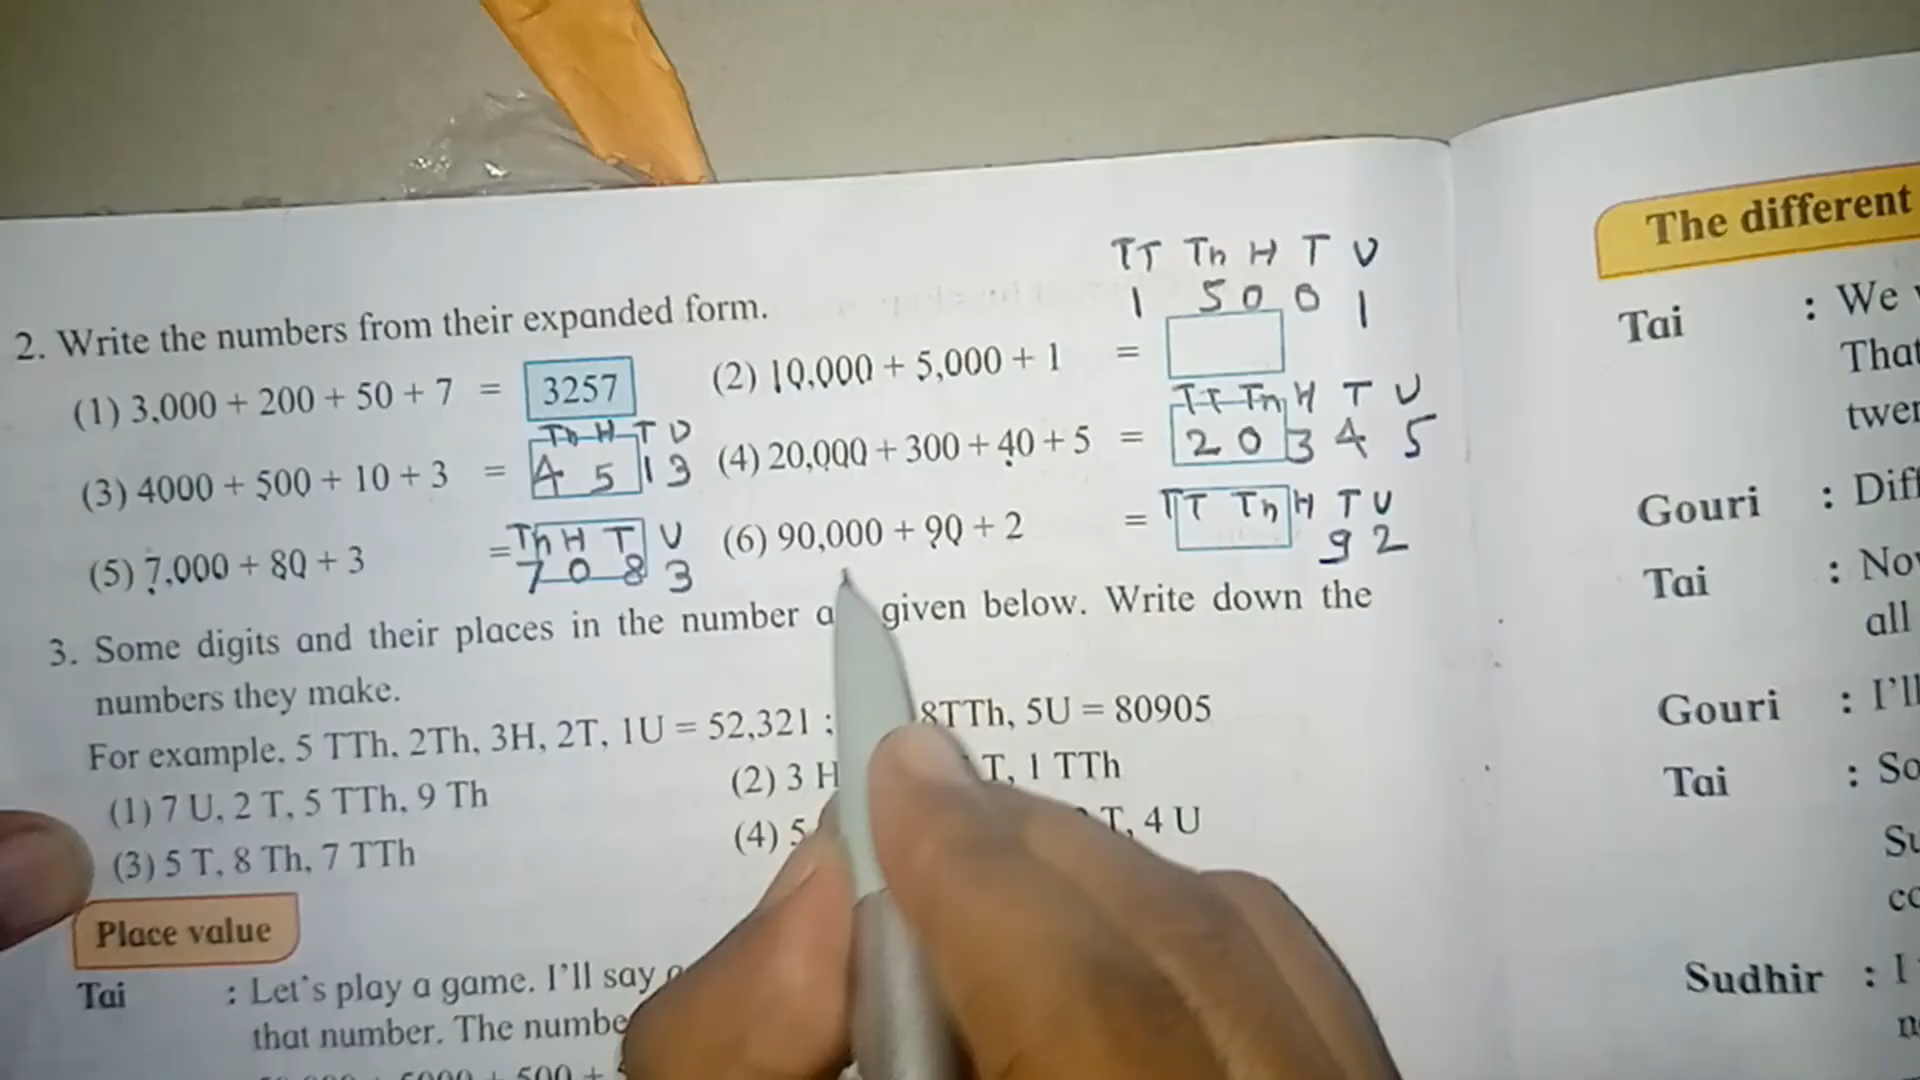 TT Th H T U
1 5 0 0 1
2. Write the numbers from their expanded form.
(1) 3,000 + 200 + 50 + 7 = 3257
(2) 10,000 + 5,000 + 1 =
Th H T U
(3) 4000 + 500 + 10 + 3 = 4 5 1 3
TT Th H T U
(4) 20,000 + 300 + 40 + 5 = 2 0 3 4 5
Th H T U
(5) 7,000 + 80 + 3 = 7 0 8 3
TT Th H T U
(6) 90,000 + 90 + 2 = 9 2
3. Some digits and their places in the number given below. Write down the
numbers they make.
For example, 5 TTh, 2Th, 3H, 2T, 1U = 52,321 ; 8TTh, 5U = 80905
(1) 7 U, 2 T, 5 TTh, 9 Th
(2) 3 H T, 1 TTh
(3) 5 T, 8 Th, 7 TTh
(4) 5 T, 4 U
Place value
Tai : Let's play a game. I'll say
that number. The
The different
Tai : We
That
Gouri :
Tai :
all
Gouri : I'll
Tai : So
Sudhir : I